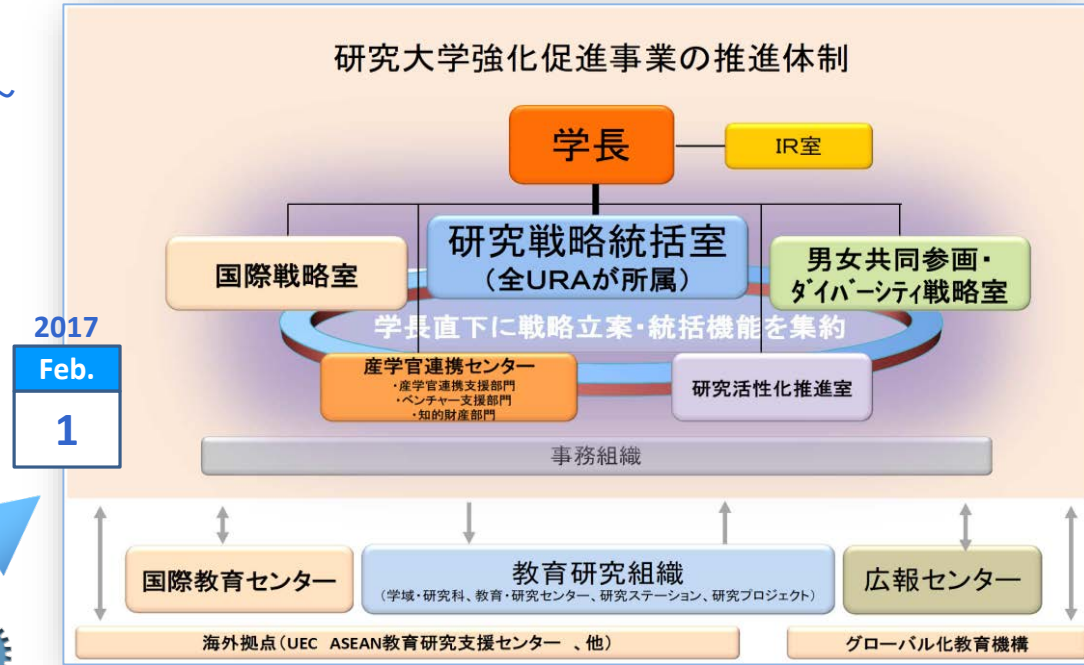 研究大学強化促進事業の推進体制
学長
IR室
国際戦略室
研究戦略統括室
(全URAが所属)
男女共同参画・
ダイバーシティ戦略室
学長直下に戦略立案・統括機能を集約
2017
Feb.
1
産学官連携センター
・産学官連携支援部門
・ベンチャー支援部門
・知的財産部門
研究活性化推進室
事務組織
国際教育センター
教育研究組織
(学域・研究科、教育・研究センター、研究ステーション、研究プロジェクト)
広報センター
海外拠点(UEC ASEAN教育研究支援センター 、他)
グローバル化教育機構